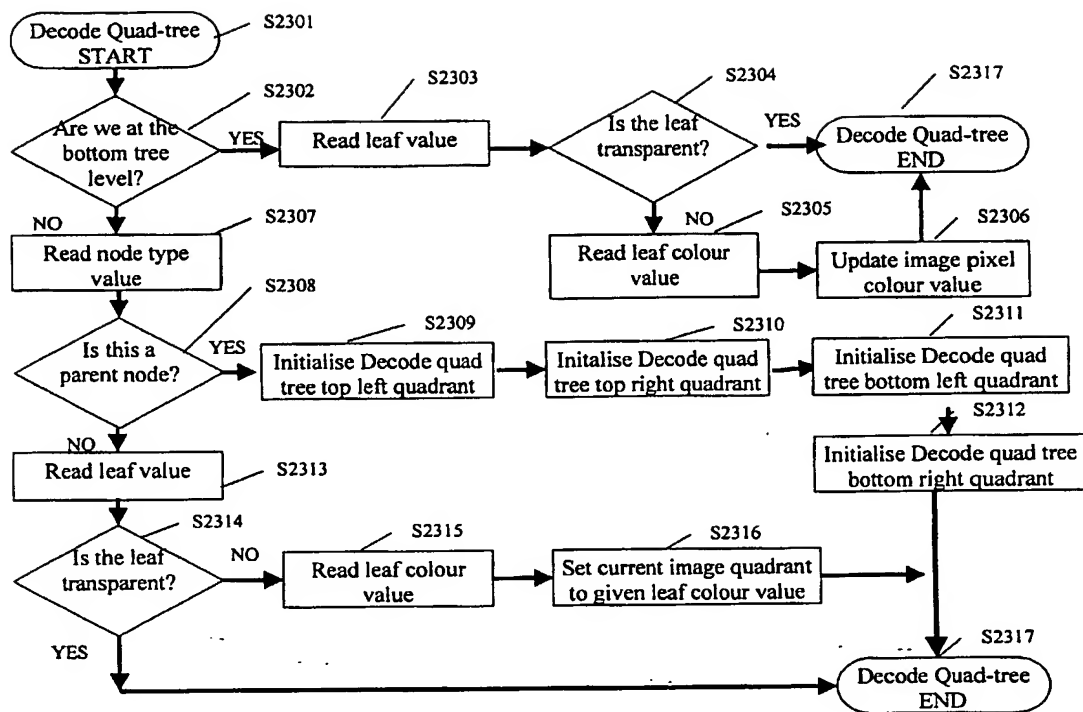 Decode Quad-tree
START
S2301
S2302
Are we at the
bottom tree
level?
YES
S2303
Read leaf value
S2304
Is the leaf
transparent?
YES
S2317
Decode Quad-tree
END
NO
S2305
Read leaf colour
value
S2306
Update image pixel
colour value
NO
S2307
Read node type
value
S2308
Is this a
parent node?
YES
S2309
Initialise Decode quad
tree top left quadrant
S2310
Initalise Decode quad
tree top right quadrant
S2311
Initialise Decode quad
tree bottom left quadrant
S2312
Initialise Decode quad tree
bottom right quadrant
NO
Read leaf value
S2313
S2314
Is the leaf
transparent?
NO
S2315
Read leaf colour
value
S2316
Set current image quadrant
to given leaf colour value
YES
S2317
Decode Quad-tree
END